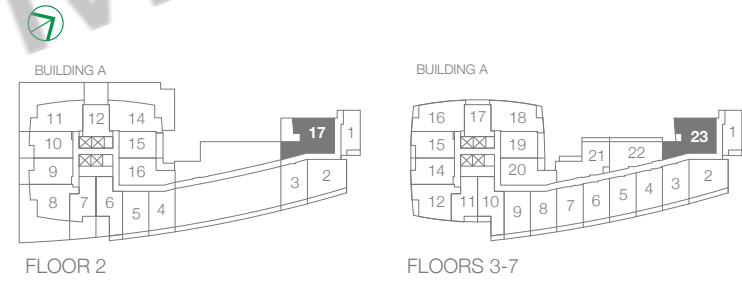 BUILDING A
11 12 14
10 15
17 1
9 16
3 2
8 7 6 5 4
FLOOR 2
BUILDING A
16 17 18
15 19
23 1
14 20 21 22
12 11 10 9 8 7 6 5 4 3 2
FLOORS 3-7